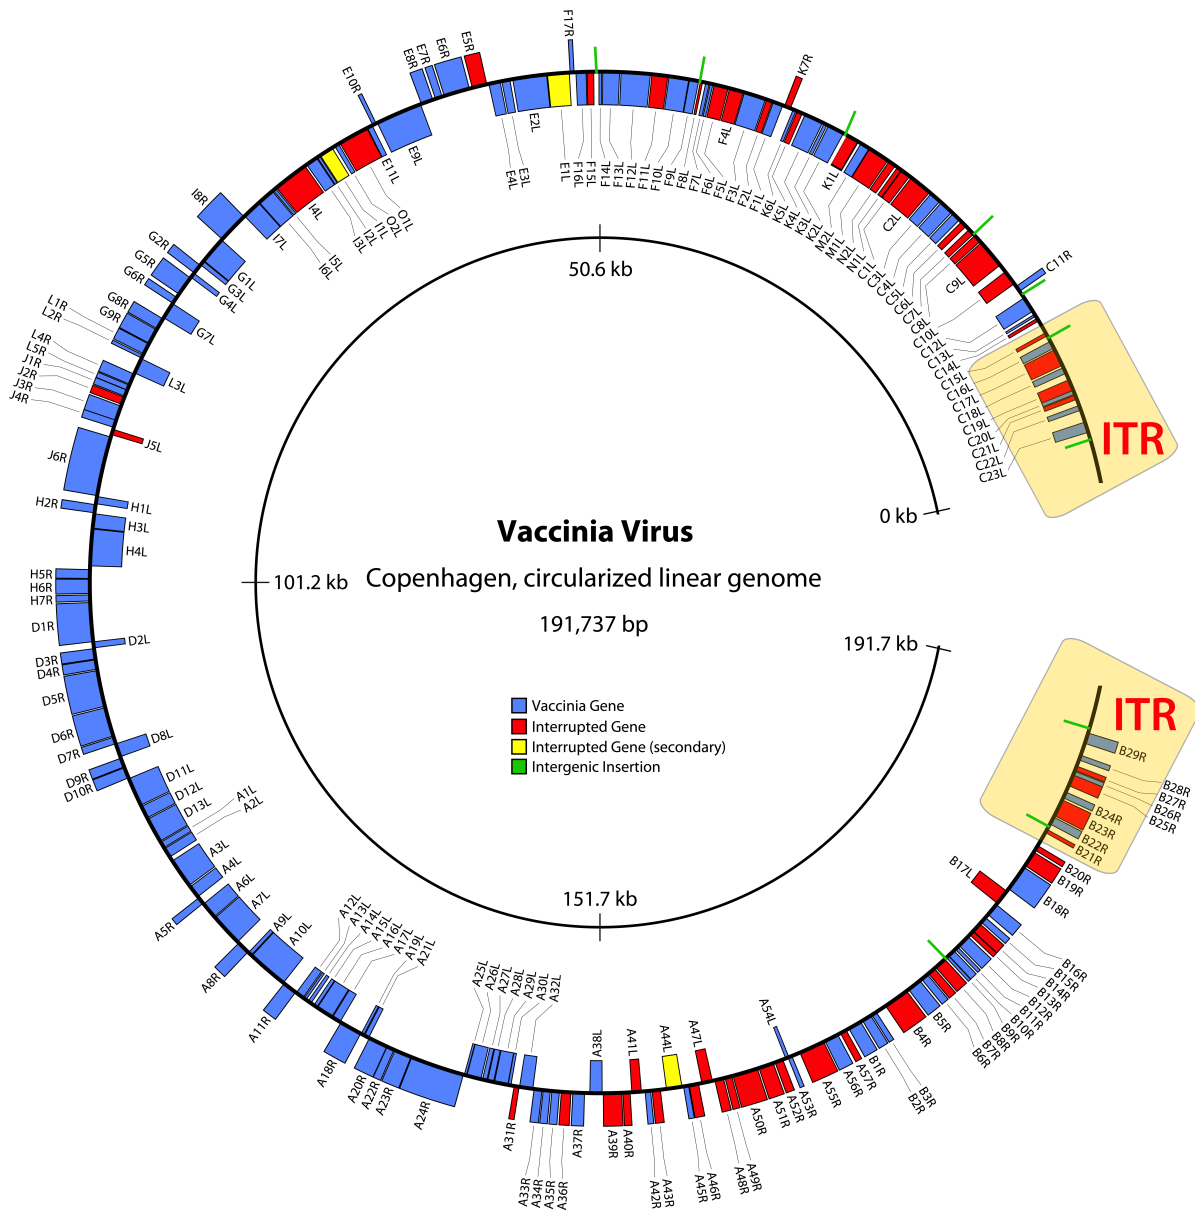 Vaccinia Virus
Copenhagen, circularized linear genome
191,737 bp
Vaccinia Gene
Interrupted Gene
Interrupted Gene (secondary)
Intergenic Insertion
0 kb
50.6 kb
101.2 kb
151.7 kb
191.7 kb
ITR
ITR
C23L
C22L
C21L
C20L
C19L
C18L
C17L
C16L
C15L
C14L
C13L
C12L
C11R
C10L
C9L
C8L
C7L
C6L
C5L
C4L
C3L
C2L
C1L
N1L
N2L
M1L
M2L
K1L
K2L
K3L
K4L
K5L
K6L
K7R
F1L
F2L
F3L
F4L
F5L
F6L
F7L
F8L
F9L
F10L
F11L
F12L
F13L
F14L
F15L
F16L
F17R
E1L
E2L
E3L
E4L
E5R
E6R
E7R
E8R
E9L
E10R
E11L
O1L
O2L
I1L
I2L
I3L
I4L
I5L
I6L
I7L
I8R
G1L
G2R
G3L
G4L
G5R
G6R
G7L
G8R
G9R
L1R
L2R
L3L
L4R
L5R
J1R
J2R
J3R
J4R
J5L
J6R
H1L
H2R
H3L
H4L
H5R
H6R
H7R
D1R
D2L
D3R
D4R
D5R
D6R
D7R
D8L
D9R
D10R
D11L
D12L
D13L
A1L
A2L
A3L
A4L
A5R
A6L
A7L
A8R
A9L
A10L
A11R
A12L
A13L
A14L
A15L
A16L
A17L
A18R
A19L
A20R
A21L
A22R
A23R
A24R
A25L
A26L
A27L
A28L
A29L
A30L
A31R
A32L
A33R
A34R
A35R
A36R
A37R
A38L
A39R
A40R
A41L
A42R
A43R
A44L
A45R
A46R
A47L
A48R
A49R
A50R
A51R
A52R
A53R
A54L
A55R
A56R
A57R
B1R
B2R
B3R
B4R
B5R
B6R
B7R
B8R
B9R
B10R
B11R
B12R
B13R
B14R
B15R
B16R
B17L
B18R
B19R
B20R
B21R
B22R
B23R
B24R
B25R
B26R
B27R
B28R
B29R